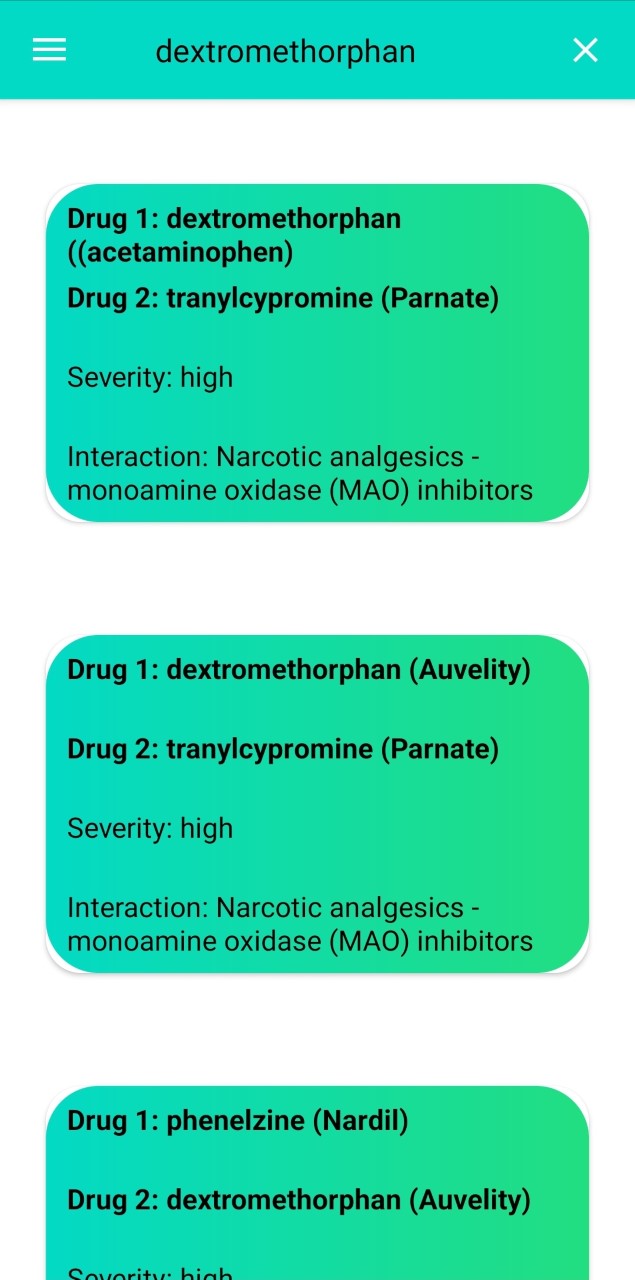 dextromethorphan
Drug 1: dextromethorphan
((acetaminophen)
Drug 2: tranylcypromine (Parnate)
Severity: high
Interaction: Narcotic analgesics -
monoamine oxidase (MAO) inhibitors
Drug 1: dextromethorphan (Auvelity)
Drug 2: tranylcypromine (Parnate)
Severity: high
Interaction: Narcotic analgesics -
monoamine oxidase (MAO) inhibitors
Drug 1: phenelzine (Nardil)
Drug 2: dextromethorphan (Auvelity)
Severity: high